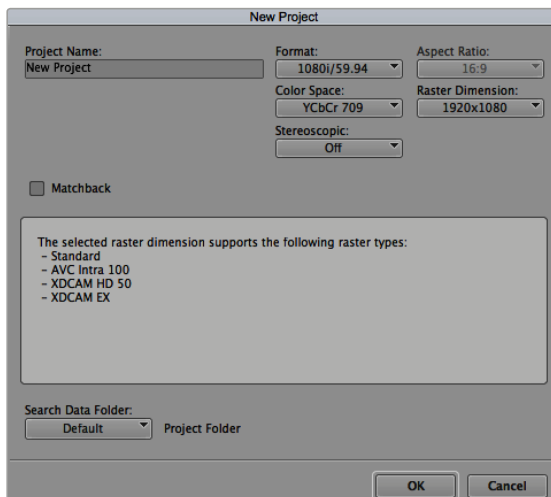 New Project
Project Name:
New Project
Format:
1080i/59.94
Aspect Ratio:
16:9
Color Space:
YCbCr 709
Raster Dimension:
1920x1080
Stereoscopic:
Off
Matchback
The selected raster dimension supports the following raster types:
– Standard
– AVC Intra 100
– XDCAM HD 50
– XDCAM EX
Search Data Folder:
Default
Project Folder
OK
Cancel